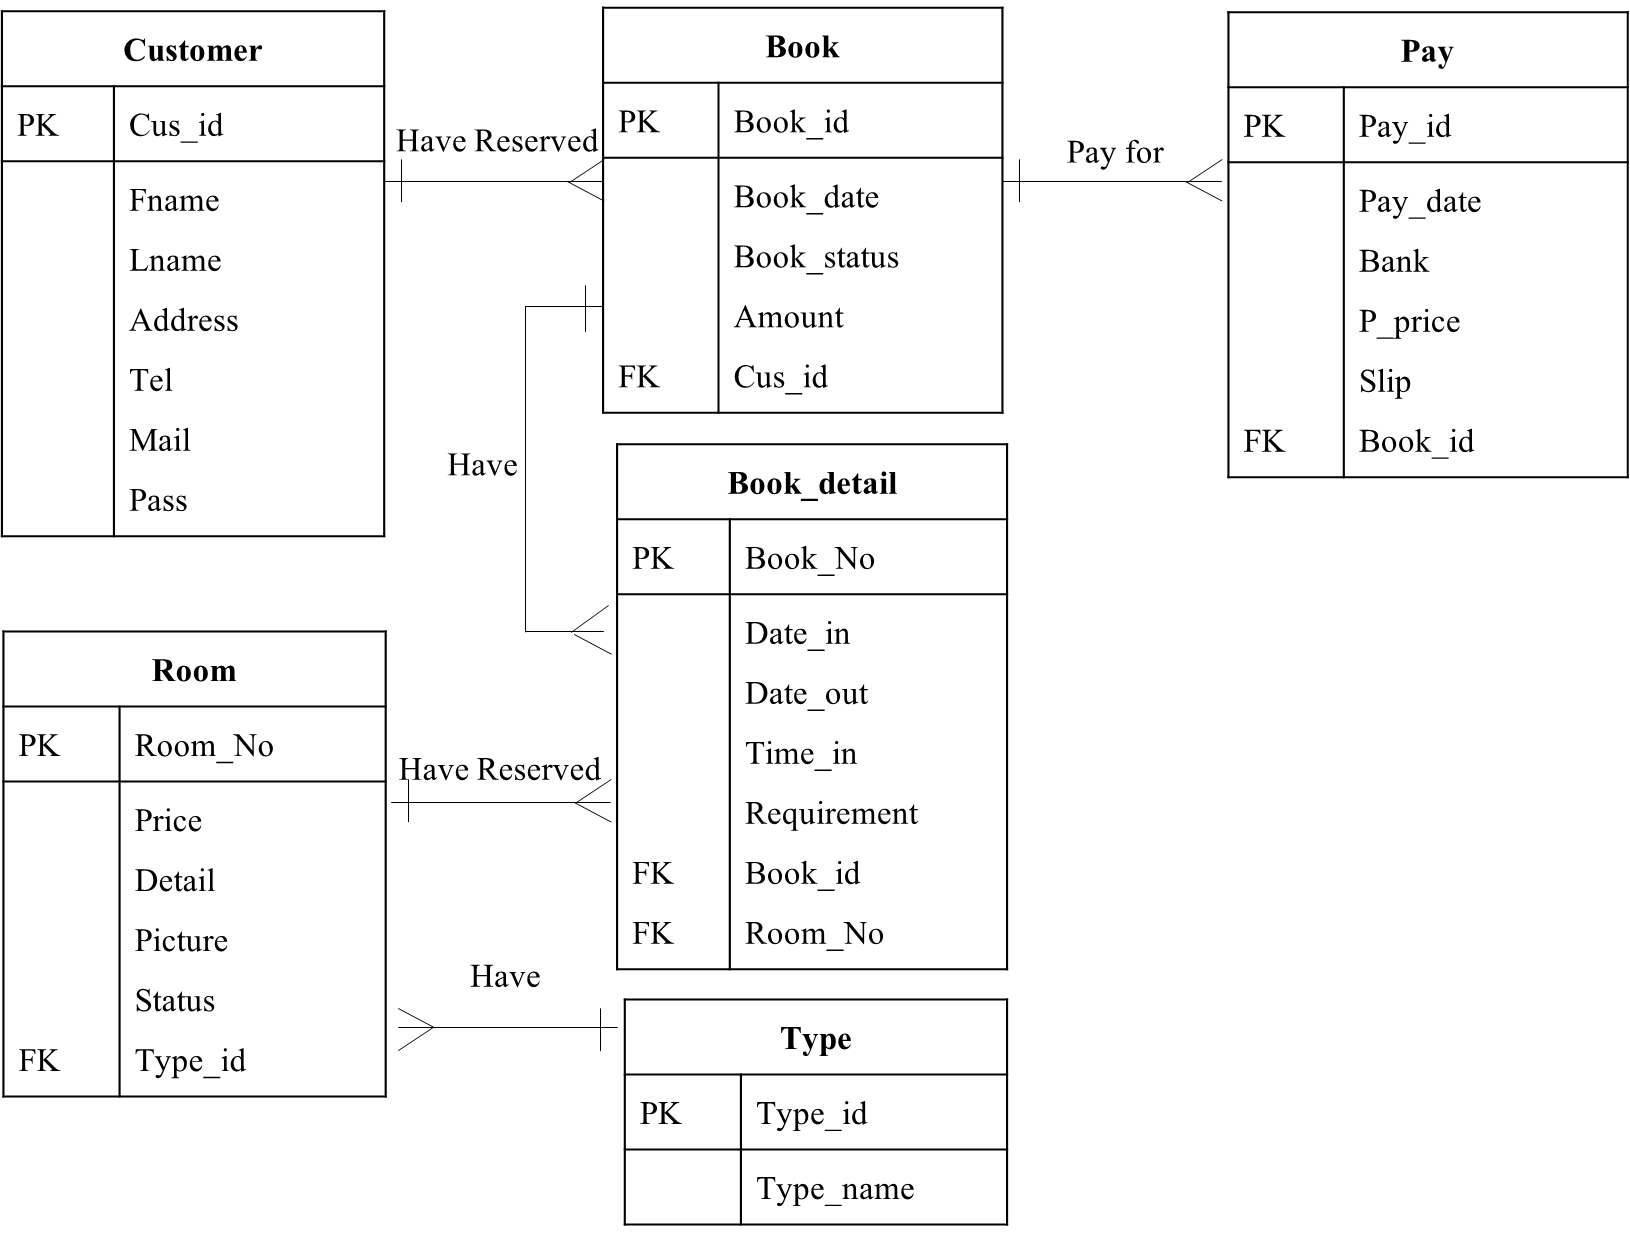 Customer
PK Cus_id
Fname
Lname
Address
Tel
Mail
Pass
Have Reserved
Book
PK Book_id
Book_date
Book_status
Amount
FK Cus_id
Pay for
Pay
PK Pay_id
Pay_date
Bank
P_price
Slip
FK Book_id
Have
Book_detail
PK Book_No
Date_in
Date_out
Time_in
Requirement
FK Book_id
FK Room_No
Room
PK Room_No
Price
Detail
Picture
Status
FK Type_id
Have Reserved
Have
Type
PK Type_id
Type_name